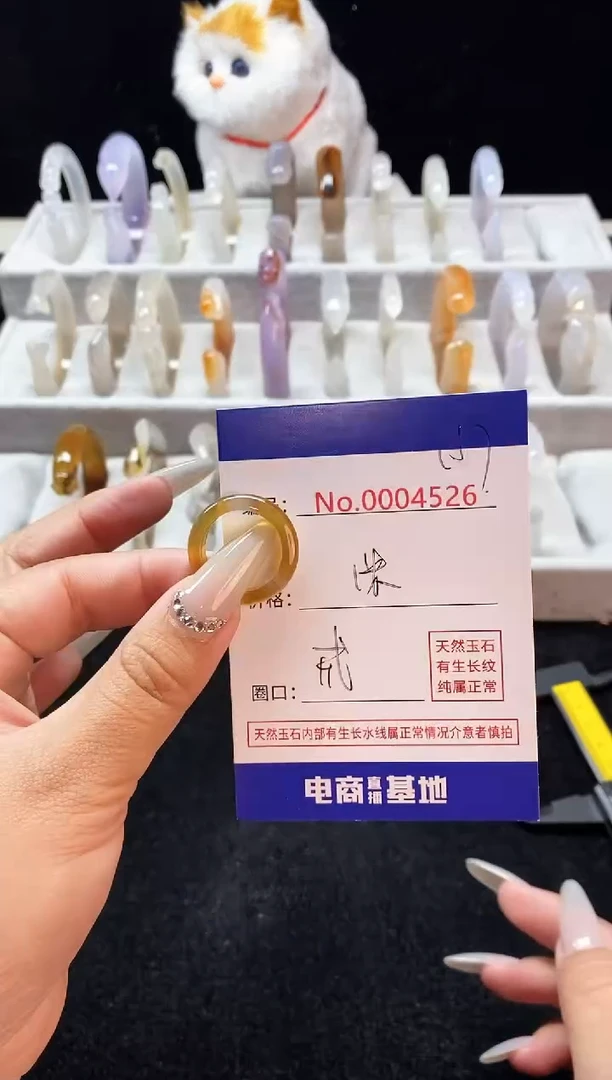 No.0004526
价格：
戒
圈口：
天然玉石
有生长纹
纯属正常
天然玉石内部有生长水线属正常情况介意者慎拍
电商直播基地